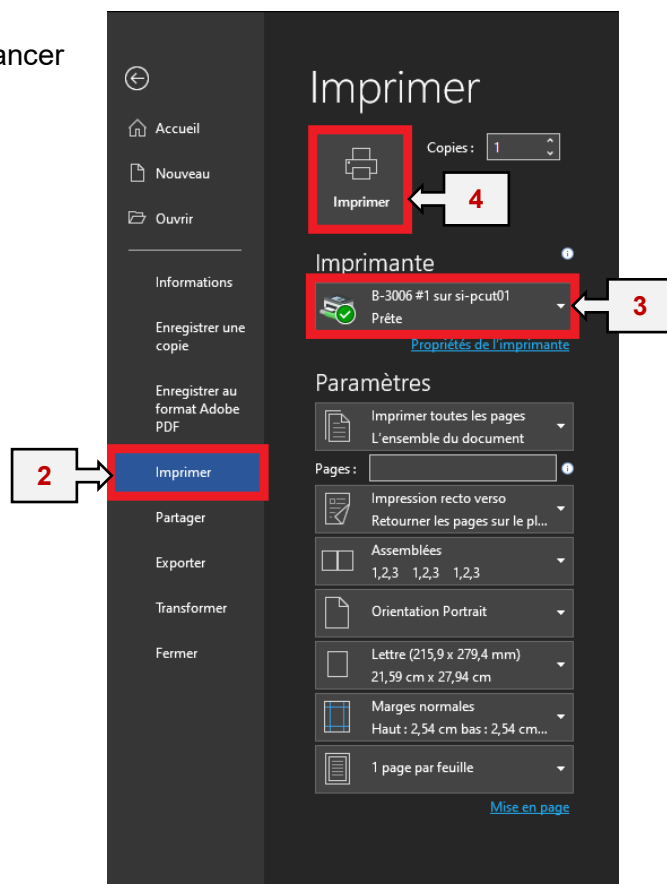 ancer
Imprimer
Accueil
Nouveau
Ouvrir
Informations
Enregistrer une
copie
Enregistrer au
format Adobe
PDF
2
Imprimer
Partager
Exporter
Transformer
Fermer
Copies : 1
Imprimer
4
Imprimante
B-3006 #1 sur si-pcut01
Prête
3
Propriétés de l'imprimante
Paramètres
Imprimer toutes les pages
L'ensemble du document
Pages :
Impression recto verso
Retourner les pages sur le pl...
Assemblées
1,2,3 1,2,3 1,2,3
Orientation Portrait
Lettre (215,9 x 279,4 mm)
21,59 cm x 27,94 cm
Marges normales
Haut : 2,54 cm bas : 2,54 cm...
1 page par feuille
Mise en page